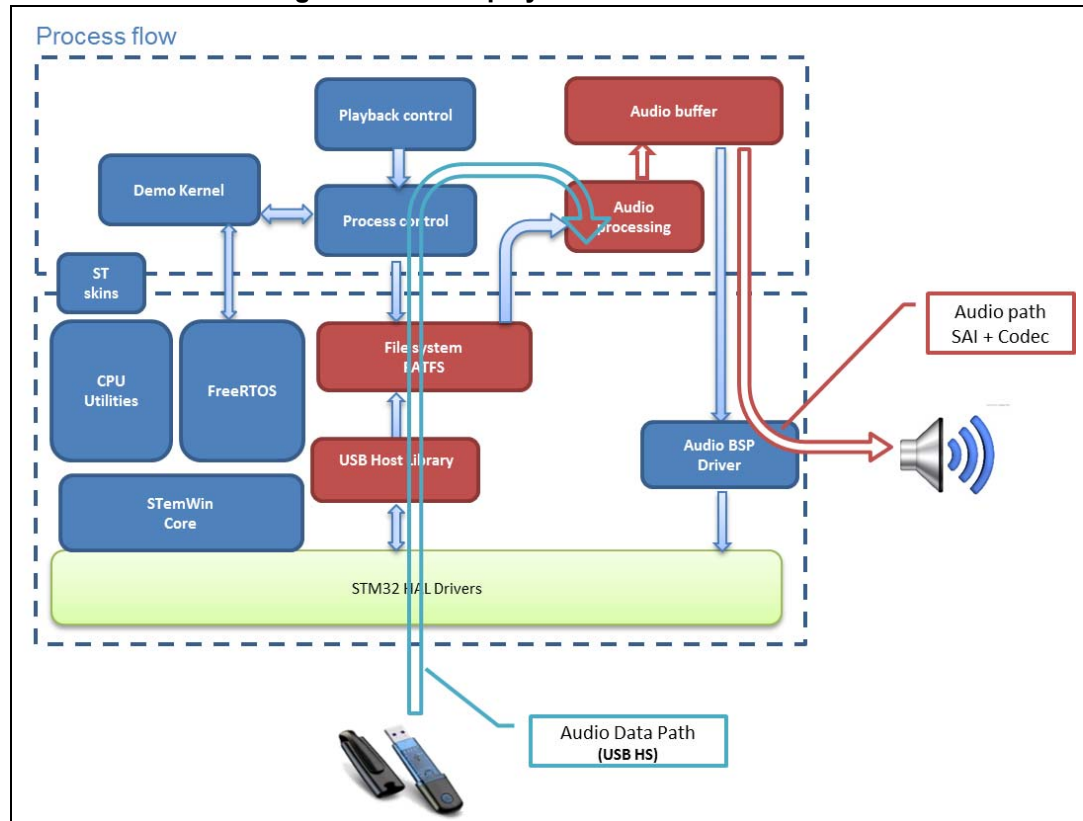 Process flow
Playback control
Audio buffer
Demo Kernel
Process control
Audio
processing
ST
skins
Audio path
SAI + Codec
CPU
Utilities
FreeRTOS
File system
FATFS
USB Host Library
Audio BSP
Driver
STemWin
Core
STM32 HAL Drivers
Audio Data Path
(USB HS)